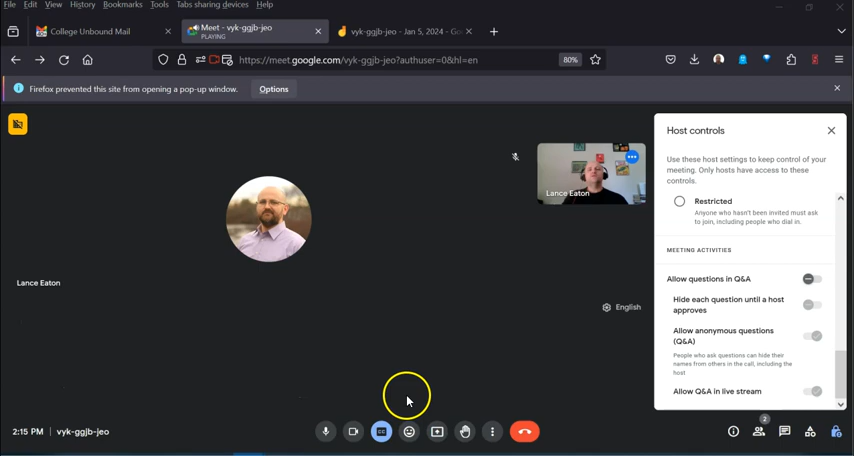 File Edit View History Bookmarks Tools Tabs sharing devices Help
College Unbound Mail
Meet - vyk-ggjb-jeo
PLAYING
vyk-ggjb-jeo - Jan 5, 2024 - Go
https://meet.google.com/vyk-ggjb-jeo?authuser=0&hl=en
80%
Firefox prevented this site from opening a pop-up window.
Options
Lance Eaton
Lance Eaton
English
Host controls
Use these host settings to keep control of your
meeting. Only hosts have access to these
controls.
Restricted
Anyone who hasn't been invited must ask
to join, including people who dial in.
MEETING ACTIVITIES
Allow questions in Q&A
Hide each question until a host
approves
Allow anonymous questions
(Q&A)
People who ask questions can hide their
names from others in the call, including the
host
Allow Q&A in live stream
2:15 PM | vyk-ggjb-jeo
CC
2